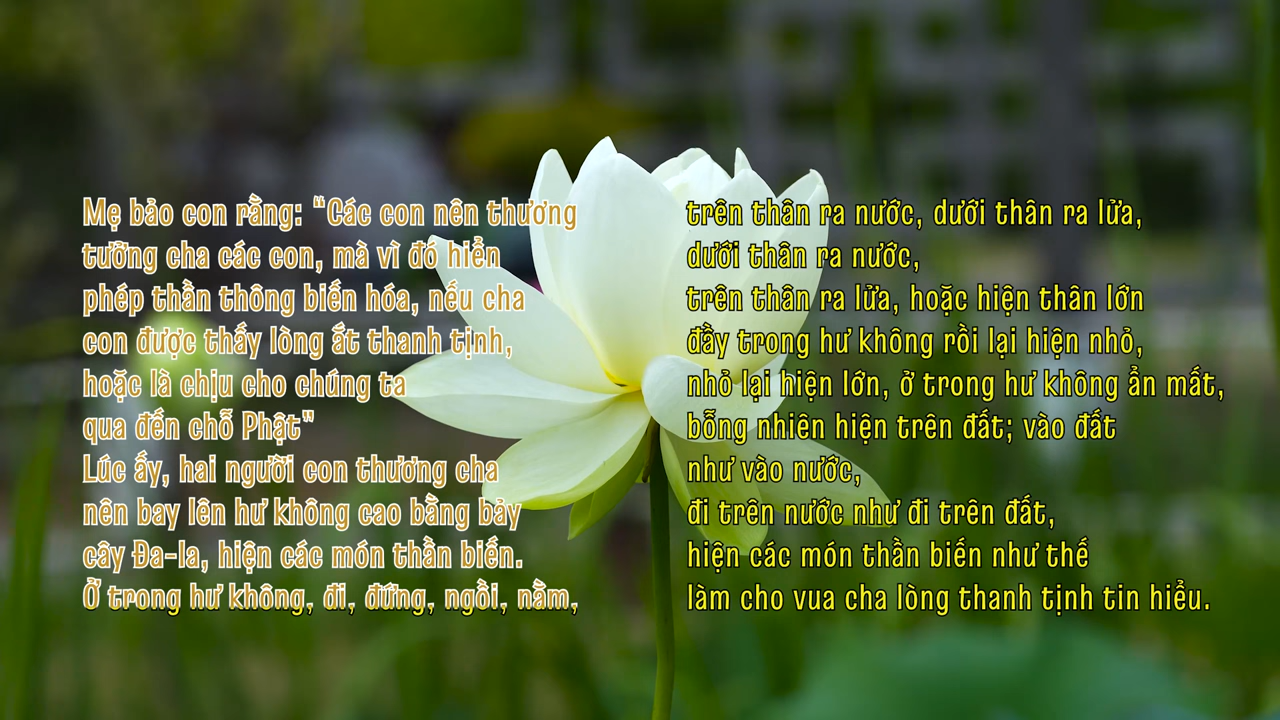 Mẹ bảo con rằng: “Các con nên thương
tưởng cha các con, mà vì đó hiển
phép thần thông biến hóa, nếu cha
con được thấy lòng ắt thanh tịnh,
hoặc là chịu cho chúng ta
qua đến chỗ Phật”
Lúc ấy, hai người con thương cha
nên bay lên hư không cao bằng bảy
cây Đa-la, hiện các món thần biến.
Ở trong hư không, đi, đứng, ngồi, nằm,
trên thân ra nước, dưới thân ra lửa,
dưới thân ra nước,
trên thân ra lửa, hoặc hiện thân lớn
đầy trong hư không rồi lại hiện nhỏ,
nhỏ lại hiện lớn, ở trong hư không ẩn mất,
bỗng nhiên hiện trên đất; vào đất
như vào nước,
đi trên nước như đi trên đất,
hiện các món thần biến như thế
làm cho vua cha lòng thanh tịnh tin hiểu.